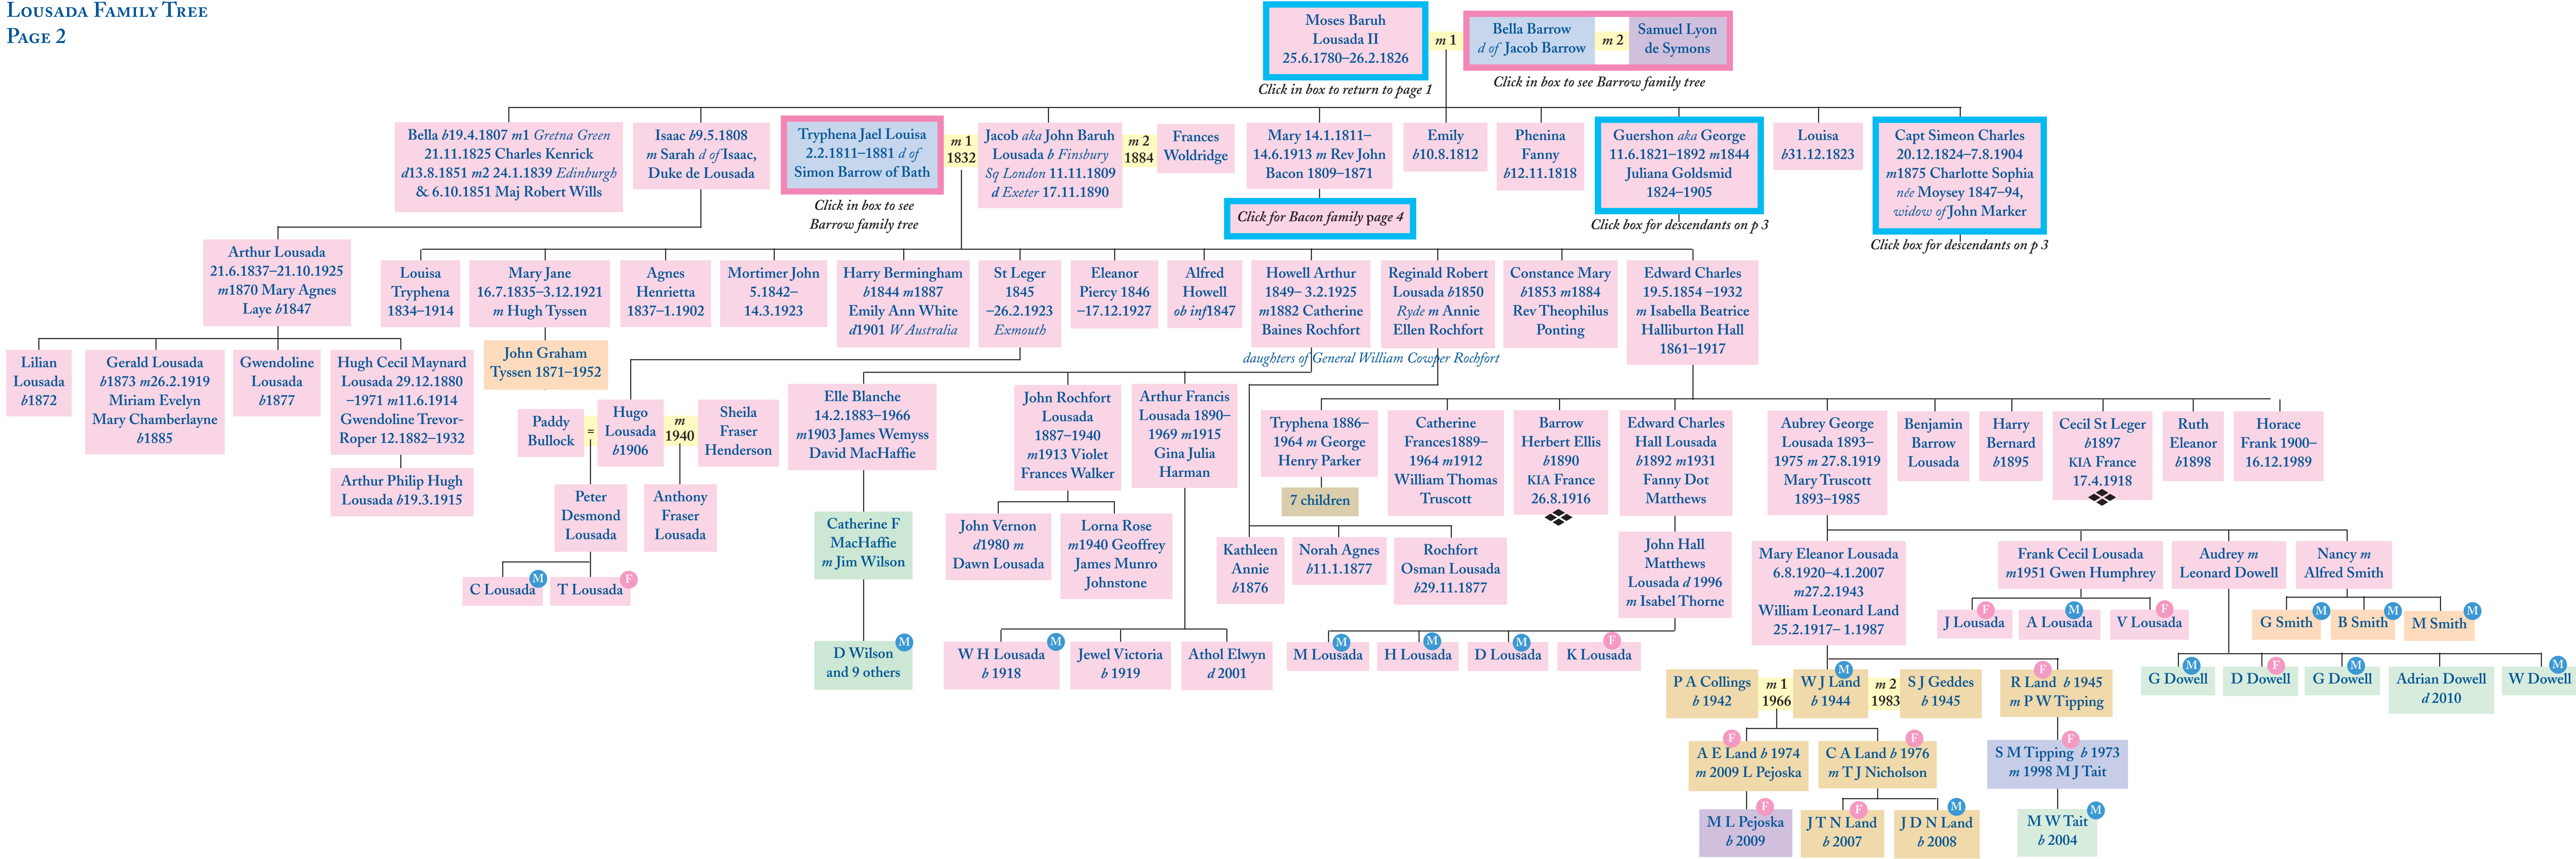 Lousada Family Tree
Page 2
Moses Baruh
Lousada II
25.6.1780–26.2.1826
Click in box to return to page 1
m 1
Bella Barrow
d of Jacob Barrow
m 2
Samuel Lyon
de Symons
Click in box to see Barrow family tree
Bella b19.4.1807 m1 Gretna Green
21.11.1825 Charles Kenrick
d13.8.1851 m2 24.1.1839 Edinburgh
& 6.10.1851 Maj Robert Wills
Isaac b9.5.1808
m Sarah d of Isaac,
Duke de Lousada
Tryphena Jael Louisa
2.2.1811–1881 d of
Simon Barrow of Bath
Click in box to see
Barrow family tree
m 1
1832
Jacob aka John Baruh
Lousada b Finsbury
Sq London 11.11.1809
d Exeter 17.11.1890
m 2
1884
Frances
Woldridge
Mary 14.1.1811–
14.6.1913 m Rev John
Bacon 1809–1871
Click for Bacon family page 4
Emily
b10.8.1812
Phenina
Fanny
b12.11.1818
Guershon aka George
11.6.1821–1892 m1844
Juliana Goldsmid
1824–1905
Click box for descendants on p 3
Louisa
b31.12.1823
Capt Simeon Charles
20.12.1824–7.8.1904
m1875 Charlotte Sophia
née Moysey 1847–94,
widow of John Marker
Click box for descendants on p 3
Arthur Lousada
21.6.1837–21.10.1925
m1870 Mary Agnes
Laye b1847
Louisa
Tryphena
1834–1914
Mary Jane
16.7.1835–3.12.1921
m Hugh Tyssen
Agnes
Henrietta
1837–1.1902
Mortimer John
5.1842–
14.3.1923
Harry Bermingham
b1844 m1887
Emily Ann White
d1901 W Australia
St Leger
1845
–26.2.1923
Exmouth
Eleanor
Piercy 1846
–17.12.1927
Alfred
Howell
ob inf1847
Howell Arthur
1849– 3.2.1925
m1882 Catherine
Baines Rochfort
Reginald Robert
Lousada b1850
Ryde m Annie
Ellen Rochfort
daughters of General William Cowper Rochfort
Constance Mary
b1853 m1884
Rev Theophilus
Ponting
Edward Charles
19.5.1854 –1932
m Isabella Beatrice
Halliburton Hall
1861–1917
Lilian
Lousada
b1872
Gerald Lousada
b1873 m26.2.1919
Miriam Evelyn
Mary Chamberlayne
b1885
Gwendoline
Lousada
b1877
Hugh Cecil Maynard
Lousada 29.12.1880
–1971 m11.6.1914
Gwendoline Trevor-
Roper 12.1882–1932
Arthur Philip Hugh
Lousada b19.3.1915
John Graham
Tyssen 1871–1952
Paddy
Bullock
=
Hugo
Lousada
b1906
m
1940
Sheila
Fraser
Henderson
Peter
Desmond
Lousada
Anthony
Fraser
Lousada
C Lousada
M
T Lousada
F
Elle Blanche
14.2.1883–1966
m1903 James Wemyss
David MacHaffie
Catherine F
MacHaffie
m Jim Wilson
D Wilson
and 9 others
M
John Rochfort
Lousada
1887–1940
m1913 Violet
Frances Walker
John Vernon
d1980 m
Dawn Lousada
Lorna Rose
m1940 Geoffrey
James Munro
Johnstone
Arthur Francis
Lousada 1890–
1969 m1915
Gina Julia
Harman
W H Lousada
b 1918
M
Jewel Victoria
b 1919
Athol Elwyn
d 2001
Kathleen
Annie
b1876
Norah Agnes
b11.1.1877
Rochfort
Osman Lousada
b29.11.1877
Tryphena 1886–
1964 m George
Henry Parker
7 children
Catherine
Frances1889–
1964 m1912
William Thomas
Truscott
Barrow
Herbert Ellis
b1890
KIA France
26.8.1916
Edward Charles
Hall Lousada
b1892 m1931
Fanny Dot
Matthews
John Hall
Matthews
Lousada d 1996
m Isabel Thorne
M Lousada
M
H Lousada
M
D Lousada
M
K Lousada
F
Aubrey George
Lousada 1893–
1975 m 27.8.1919
Mary Truscott
1893–1985
Benjamin
Barrow
Lousada
Harry
Bernard
b1895
Cecil St Leger
b1897
KIA France
17.4.1918
Ruth
Eleanor
b1898
Horace
Frank 1900–
16.12.1989
Mary Eleanor Lousada
6.8.1920–4.1.2007
m27.2.1943
William Leonard Land
25.2.1917– 1.1987
Frank Cecil Lousada
m1951 Gwen Humphrey
Audrey m
Leonard Dowell
Nancy m
Alfred Smith
J Lousada
F
A Lousada
M
V Lousada
F
G Smith
M
B Smith
M
M Smith
M
G Dowell
M
D Dowell
F
G Dowell
M
Adrian Dowell
d 2010
W Dowell
M
P A Collings
b 1942
m 1
1966
W J Land
b 1944
M
m 2
1983
S J Geddes
b 1945
R Land b 1945
m P W Tipping
F
A E Land b 1974
m 2009 L Pejoska
F
C A Land b 1976
m T J Nicholson
F
S M Tipping b 1973
m 1998 M J Tait
F
M L Pejoska
b 2009
F
J T N Land
b 2007
F
J D N Land
b 2008
M
M W Tait
b 2004
M